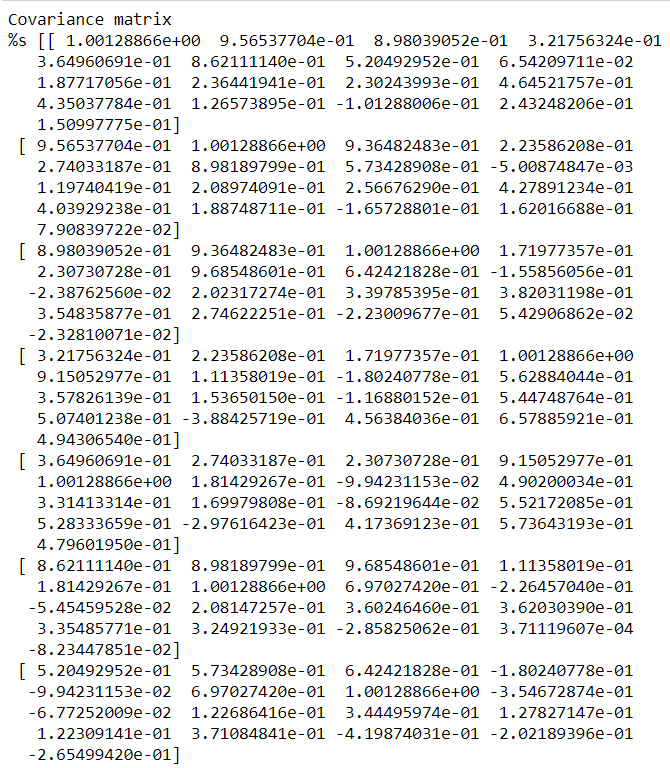 Covariance matrix
%s [[ 1.00128866e+00 9.56537704e-01 8.98039052e-01 3.21756324e-01
3.64960691e-01 8.62111140e-01 5.20492952e-01 6.54209711e-02
1.87717056e-01 2.36441941e-01 2.30243993e-01 4.64521757e-01
4.35037784e-01 1.26573895e-01 -1.01288006e-01 2.43248206e-01
1.50997775e-01]
[ 9.56537704e-01 1.00128866e+00 9.36482483e-01 2.23586208e-01
2.74033187e-01 8.98189799e-01 5.73428908e-01 -5.00874847e-03
1.19740419e-01 2.08974091e-01 2.56676290e-01 4.27891234e-01
4.03929238e-01 1.88748711e-01 -1.65728801e-01 1.62016688e-01
7.90839722e-02]
[ 8.98039052e-01 9.36482483e-01 1.00128866e+00 1.71977357e-01
2.30730728e-01 9.68548601e-01 6.42421828e-01 -1.55856056e-01
-2.38762560e-02 2.02317274e-01 3.39785395e-01 3.82031198e-01
3.54835877e-01 2.74622251e-01 -2.23009677e-01 5.42906862e-02
-2.32810071e-02]
[ 3.21756324e-01 2.23586208e-01 1.71977357e-01 1.00128866e+00
9.15052977e-01 1.11358019e-01 -1.80240778e-01 5.62884044e-01
3.57826139e-01 1.53650150e-01 -1.16880152e-01 5.44748764e-01
5.07401238e-01 -3.88425719e-01 4.56384036e-01 6.57885921e-01
4.94306540e-01]
[ 3.64960691e-01 2.74033187e-01 2.30730728e-01 9.15052977e-01
1.00128866e+00 1.81429267e-01 -9.94231153e-02 4.90200034e-01
3.31413314e-01 1.69979808e-01 -8.69219644e-02 5.52172085e-01
5.28333659e-01 -2.97616423e-01 4.17369123e-01 5.73643193e-01
4.79601950e-01]
[ 8.62111140e-01 8.98189799e-01 9.68548601e-01 1.11358019e-01
1.81429267e-01 1.00128866e+00 6.97027420e-01 -2.26457040e-01
-5.45459528e-02 2.08147257e-01 3.60246460e-01 3.62030390e-01
3.35485771e-01 3.24921933e-01 -2.85825062e-01 3.71119607e-04
-8.23447851e-02]
[ 5.20492952e-01 5.73428908e-01 6.42421828e-01 -1.80240778e-01
-9.94231153e-02 6.97027420e-01 1.00128866e+00 -3.54672874e-01
-6.77252009e-02 1.22686416e-01 3.44495974e-01 1.27827147e-01
1.22309141e-01 3.71084841e-01 -4.19874031e-01 -2.02189396e-01
-2.65499420e-01]